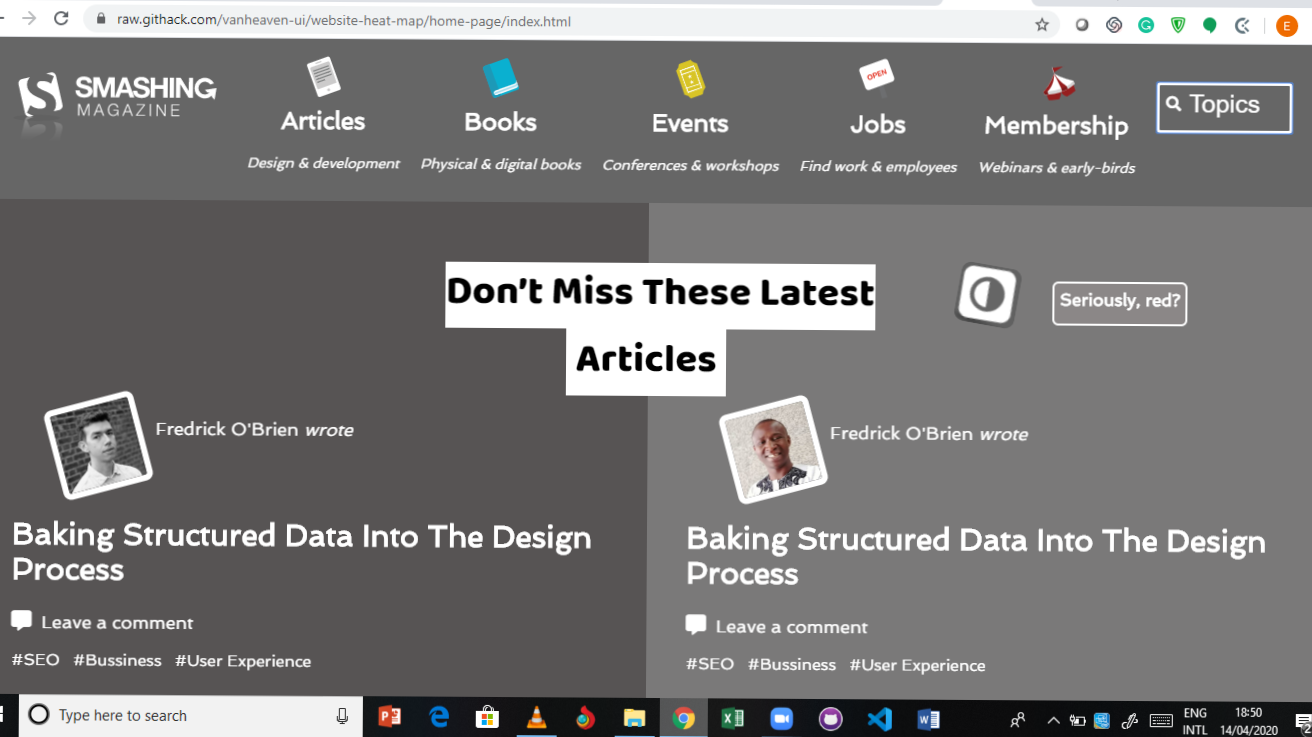 raw.githack.com/vanheaven-ui/website-heat-map/home-page/index.html
E
SMASHING
MAGAZINE
OPEN
Articles Books Events Jobs Membership
Topics
Design & development Physical & digital books Conferences & workshops Find work & employees Webinars & early-birds
Don't Miss These Latest
Articles
Seriously, red?
Fredrick O'Brien wrote
Baking Structured Data Into The Design
Process
Leave a comment
#SEO #Bussiness #User Experience
Fredrick O'Brien wrote
Baking Structured Data Into The Design
Process
Leave a comment
#SEO #Bussiness #User Experience
Type here to search
ENG
INTL
18:50
14/04/2020
2